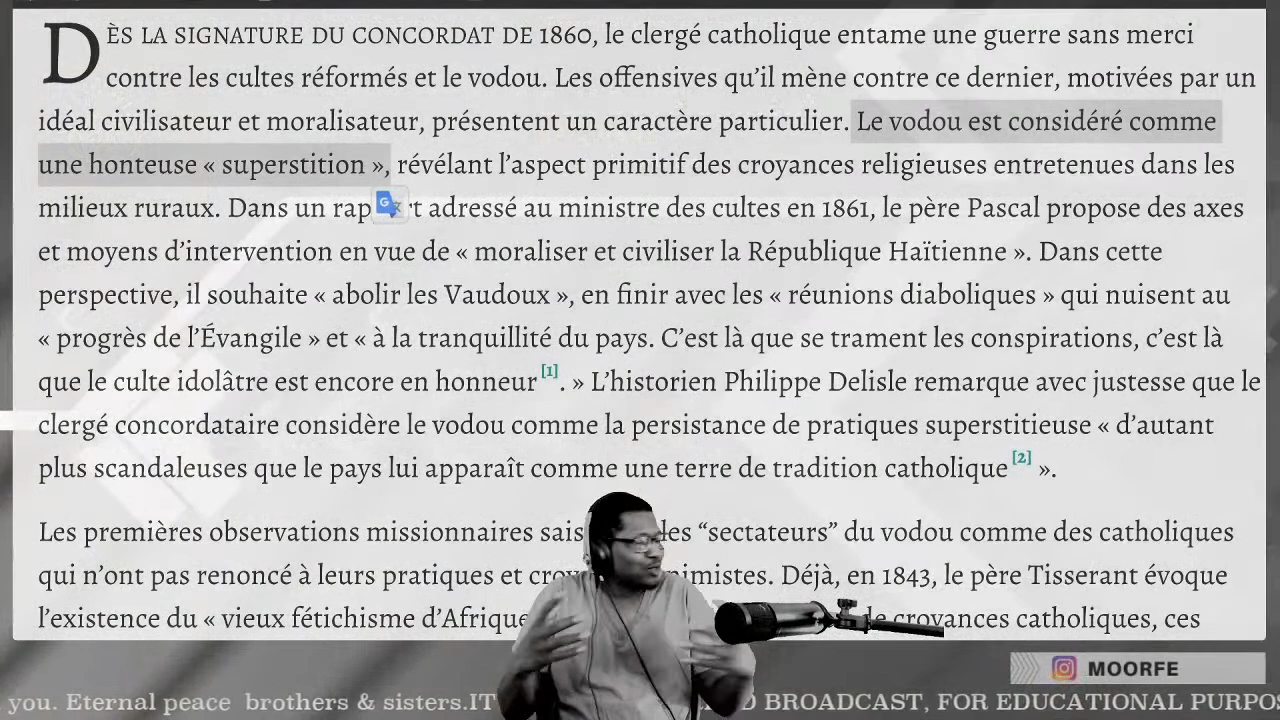 DÈS LA SIGNATURE DU CONCORDAT DE 1860, le clergé catholique entame une guerre sans merci
contre les cultes réformés et le vodou. Les offensives qu’il mène contre ce dernier, motivées par un
idéal civilisateur et moralisateur, présentent un caractère particulier. Le vodou est considéré comme
une honteuse « superstition », révélant l’aspect primitif des croyances religieuses entretenues dans les
milieux ruraux. Dans un adressé au ministre des cultes en 1861, le père Pascal propose des axes
et moyens d’intervention en vue de « moraliser et civiliser la République Haïtienne ». Dans cette
perspective, il souhaite « abolir les Vaudoux », en finir avec les « réunions diaboliques » qui nuisent au
« progrès de l’Évangile » et « à la tranquillité du pays. C’est là que se trament les conspirations, c’est là
que le culte idolâtre est encore en honneur [1]. » L’historien Philippe Delisle remarque avec justesse que le
clergé concordataire considère le vodou comme la persistance de pratiques superstitieuse « d’autant
plus scandaleuses que le pays lui apparaît comme une terre de tradition catholique [2] ».
Les premières observations missionnaires les “sectateurs” du vodou comme des catholiques
qui n’ont pas renoncé à leurs pratiques et Déjà, en 1843, le père Tisserant évoque
l’existence du « vieux fétichisme d’Afrique de croyances catholiques, ces
MOORFE
you. Eternal peace brothers & sisters.IT BROADCAST, FOR EDUCATIONAL